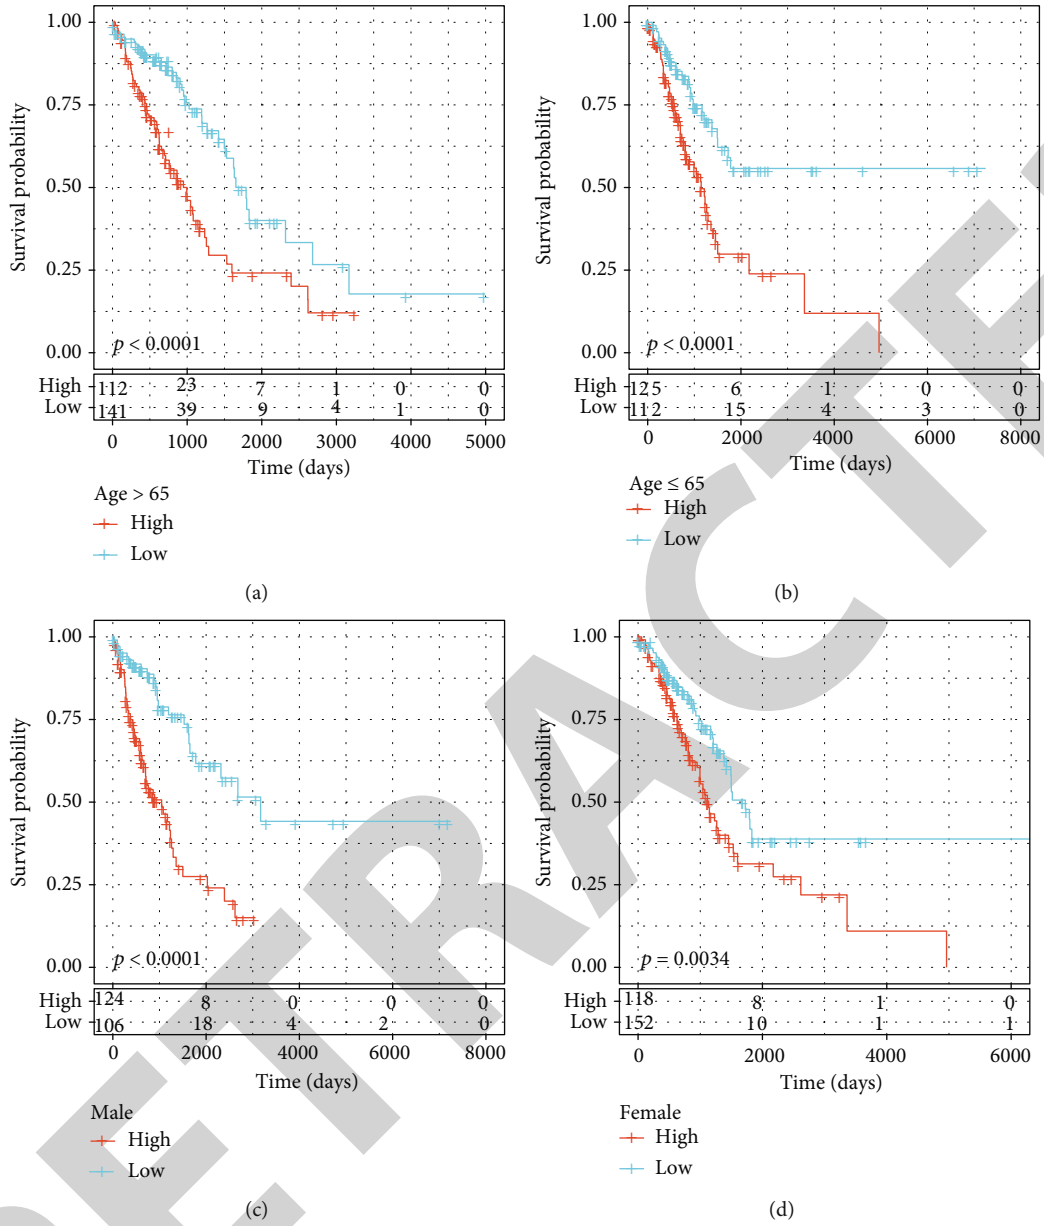 1.00
0.75
0.50
0.25
0.00
Survival probability
p < 0.0001
High 112 23 7 1 0 0
Low 141 39 9 4 1 0
0 1000 2000 3000 4000 5000
Time (days)
Age > 65
High
Low
(a)
1.00
0.75
0.50
0.25
0.00
Survival probability
p < 0.0001
High 125 6 1 0 0
Low 112 15 4 3 0
0 2000 4000 6000 8000
Time (days)
Age ≤ 65
High
Low
(b)
1.00
0.75
0.50
0.25
0.00
Survival probability
p < 0.0001
High 124 8 0 0 0
Low 106 18 4 2 0
0 2000 4000 6000 8000
Time (days)
Male
High
Low
(c)
1.00
0.75
0.50
0.25
0.00
Survival probability
p = 0.0034
High 118 8 1 0
Low 152 10 1 1
0 2000 4000 6000
Time (days)
Female
High
Low
(d)
RETRACTE